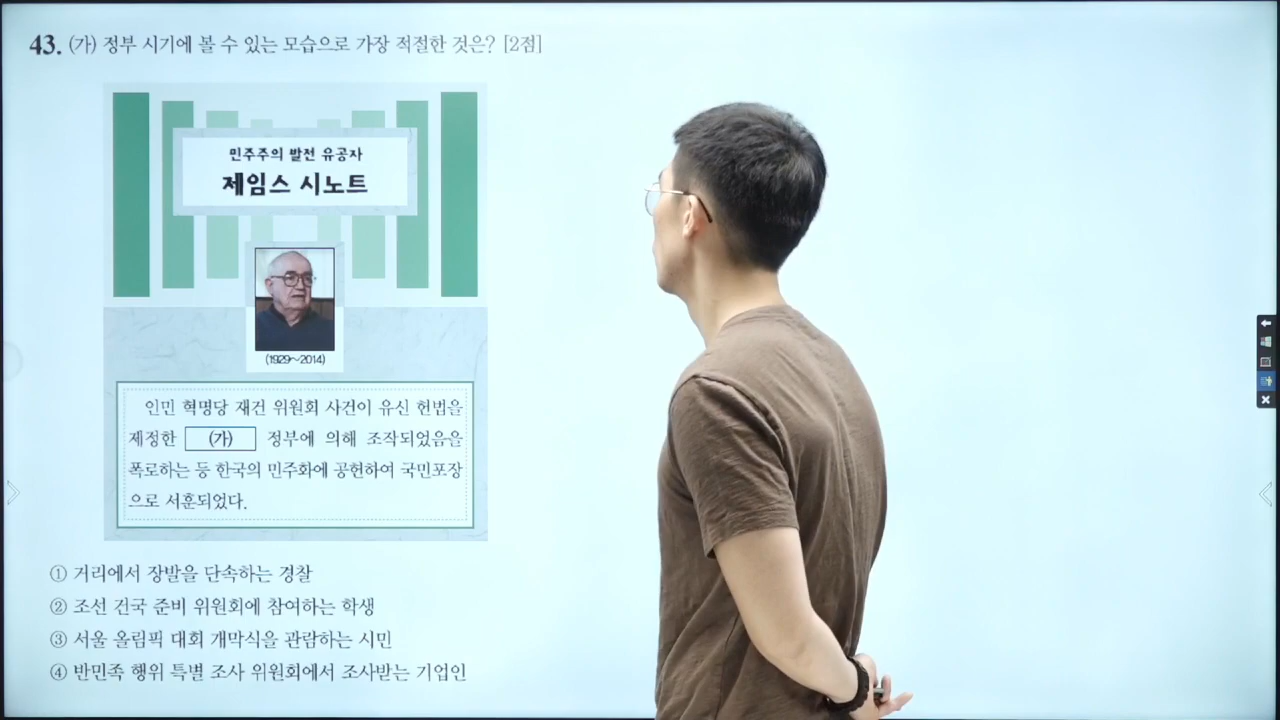 43. (가) 정부 시기에 볼 수 있는 모습으로 가장 적절한 것은? [2점]
민주주의 발전 유공자
제임스 시노트
(1929~2014)
인민 혁명당 재건 위원회 사건이 유신 헌법을
제정한 (가) 정부에 의해 조작되었음을
폭로하는 등 한국의 민주화에 공헌하여 국민포장
으로 서훈되었다.
① 거리에서 장발을 단속하는 경찰
② 조선 건국 준비 위원회에 참여하는 학생
③ 서울 올림픽 대회 개막식을 관람하는 시민
④ 반민족 행위 특별 조사 위원회에서 조사받는 기업인